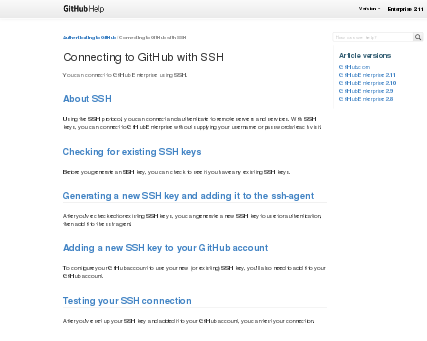 GitHub Help
Version
Enterprise 2.11
Authenticating to GitHub / Connecting to GitHub with SSH
Connecting to GitHub with SSH
You can connect to GitHub Enterprise using SSH.
About SSH
Using the SSH protocol, you can connect and authenticate to remote servers and services. With SSH
keys, you can connect to GitHub Enterprise without supplying your username or password at each visit.
Checking for existing SSH keys
Before you generate an SSH key, you can check to see if you have any existing SSH keys.
Generating a new SSH key and adding it to the ssh-agent
After you've checked for existing SSH keys, you can generate a new SSH key to use for authentication,
then add it to the ssh-agent.
Adding a new SSH key to your GitHub account
To configure your GitHub account to use your new (or existing) SSH key, you'll also need to add it to your
GitHub account.
Testing your SSH connection
After you've set up your SSH key and added it to your GitHub account, you can test your connection.
Article versions
GitHub.com
GitHub Enterprise 2.11
GitHub Enterprise 2.10
GitHub Enterprise 2.9
GitHub Enterprise 2.8